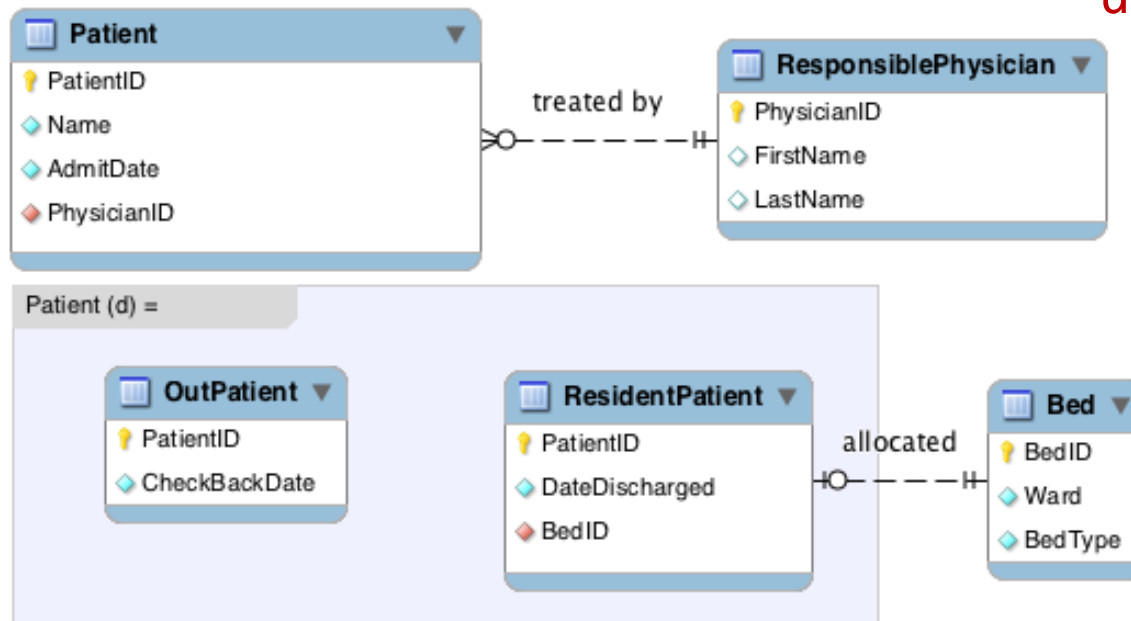 d
Patient
PatientID
Name
AdmitDate
PhysicianID
treated by
ResponsiblePhysician
PhysicianID
FirstName
LastName
Patient (d) =
OutPatient
PatientID
CheckBackDate
ResidentPatient
PatientID
DateDischarged
BedID
allocated
Bed
BedID
Ward
BedType